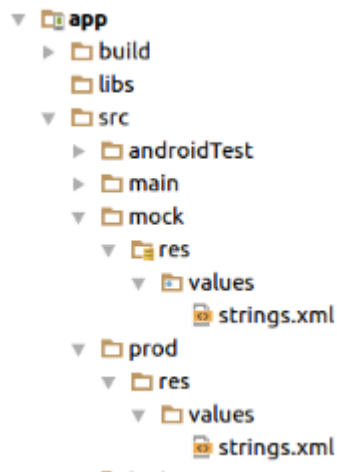 app
build
libs
src
androidTest
main
mock
res
values
strings.xml
prod
res
values
strings.xml